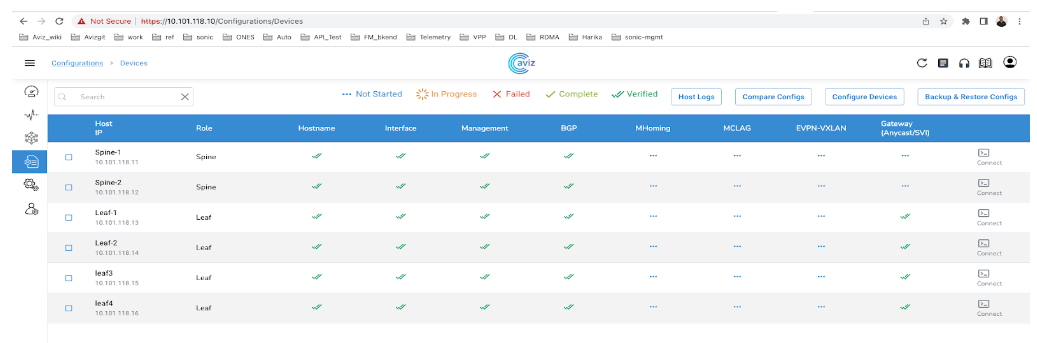 Not Secure | https://10.101.118.10/Configurations/Devices
Aviz_wiki Avizgit work ref sonic ONES Auto API_Test FM_bkend Telemetry VPP DL RDMA Harika sonic-mgmt
Configurations > Devices
aviz
Search
Not Started In Progress Failed Complete Verified
Host Logs Compare Configs Configure Devices Backup & Restore Configs
Host
IP
Role Hostname Interface Management BGP MHoming MCLAG EVPN-VXLAN
Gateway
(Anycast/SVI)
Spine-1
10.101.118.11
Spine
Connect
Spine-2
10.101.118.12
Spine
Connect
Leaf-1
10.101.118.13
Leaf
Connect
Leaf-2
10.101.118.14
Leaf
Connect
leaf3
10.101.118.15
Leaf
Connect
leaf4
10.101.118.16
Leaf
Connect